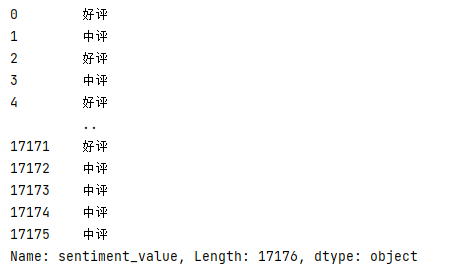 0 好评
1 中评
2 好评
3 中评
4 好评
..
17171 好评
17172 中评
17173 中评
17174 中评
17175 中评
Name: sentiment_value, Length: 17176, dtype: object